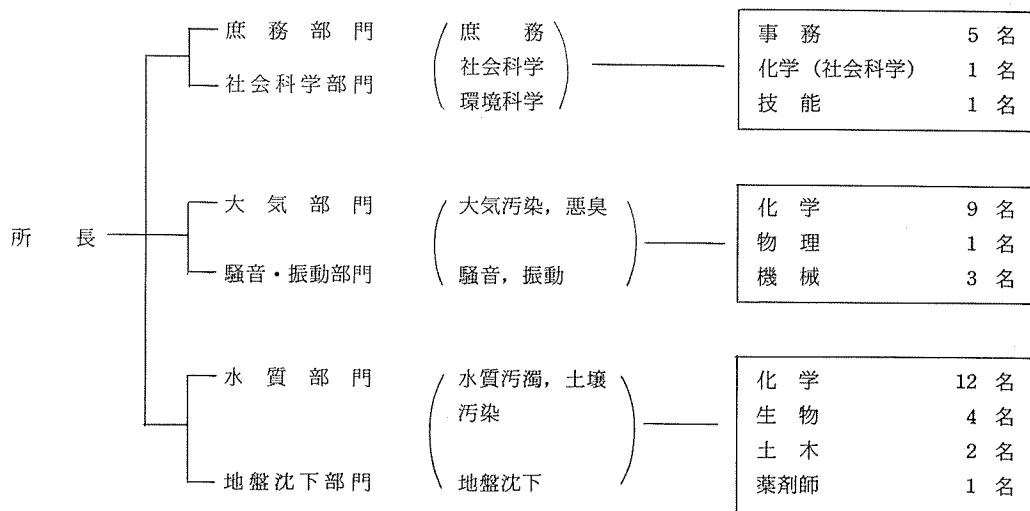 庶務部門
庶務
事務 5名
社会科学
化学（社会科学） 1名
社会科学部門
環境科学
技能 1名
大気部門
大気汚染，悪臭
化学 9名
所長
物理 1名
騒音・振動部門
騒音，振動
機械 3名
水質部門
水質汚濁，土壌
汚染
化学 12名
生物 4名
土木 2名
地盤沈下部門
地盤沈下
薬剤師 1名